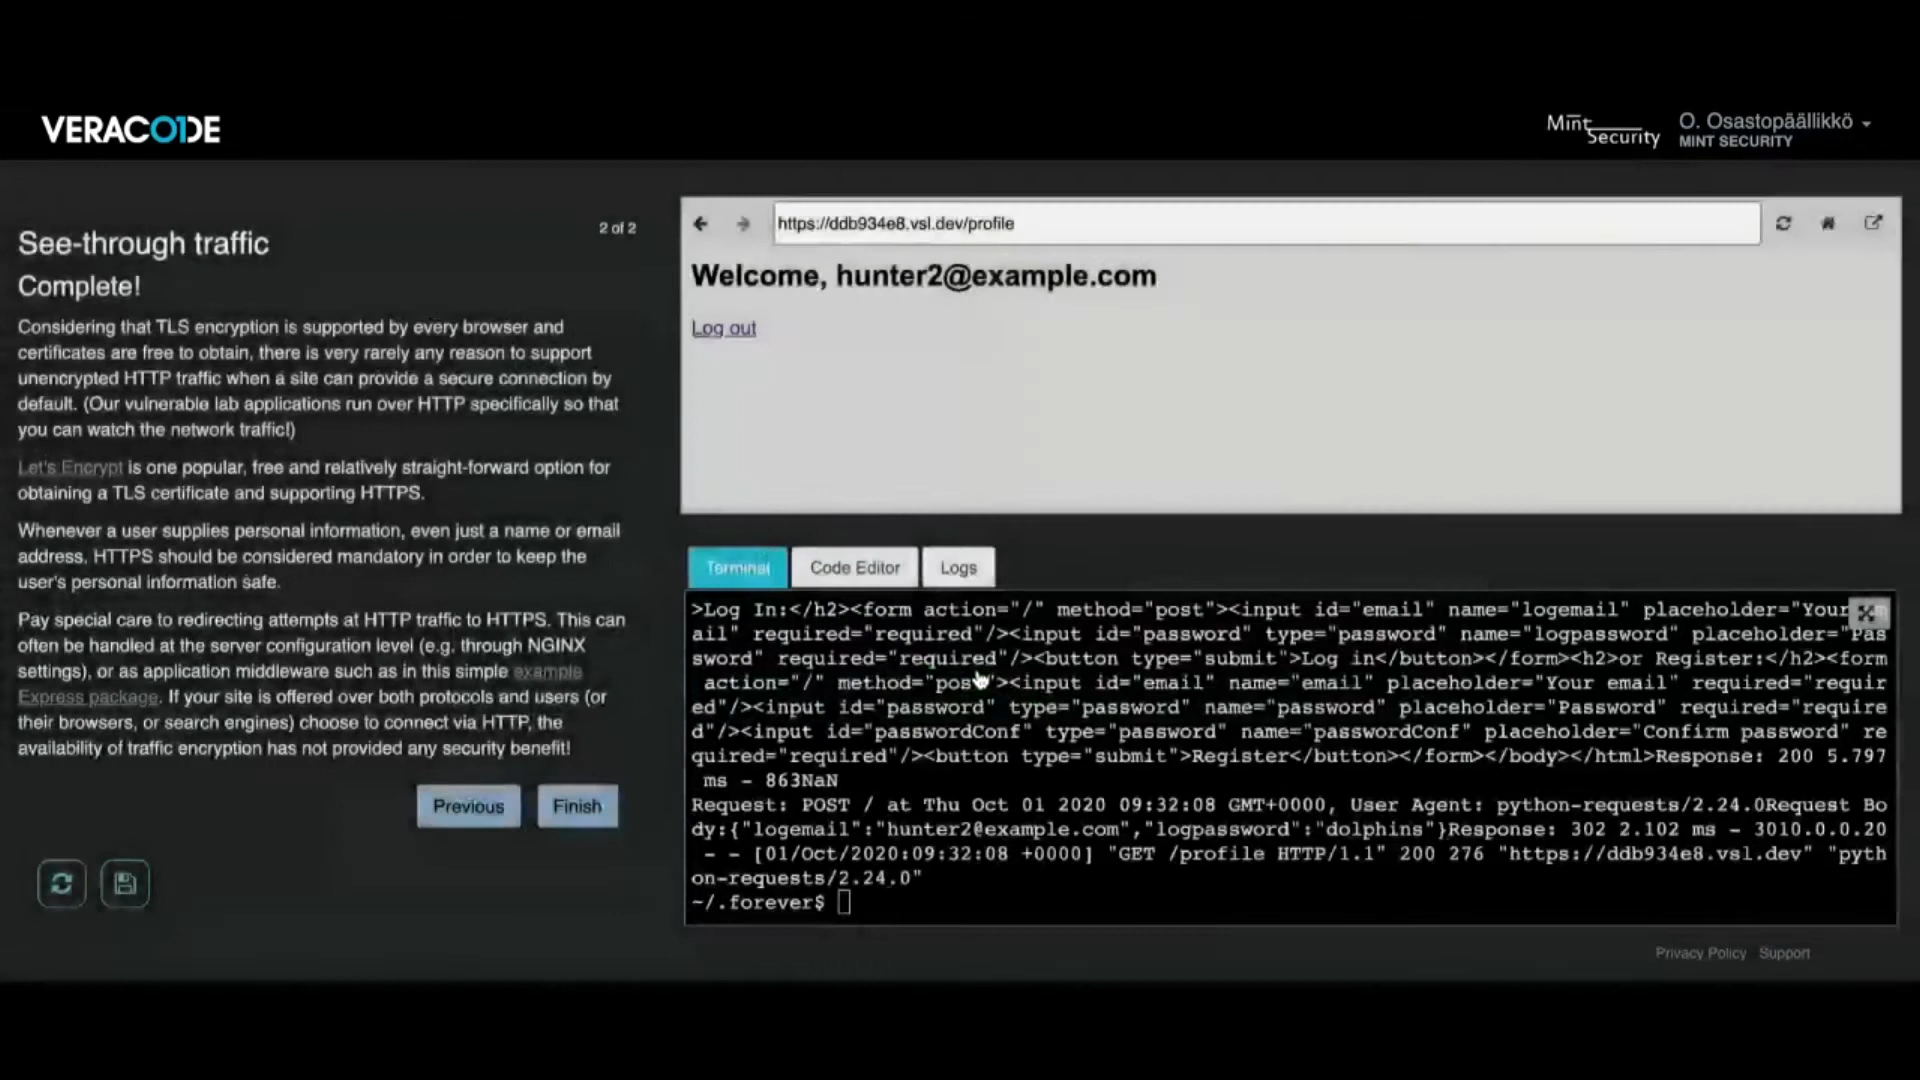 VERACODE
Mint Security
O. Osastopäällikkö
MINT SECURITY
See-through traffic
2 of 2
Complete!
Considering that TLS encryption is supported by every browser and
certificates are free to obtain, there is very rarely any reason to support
unencrypted HTTP traffic when a site can provide a secure connection by
default. (Our vulnerable lab applications run over HTTP specifically so that
you can watch the network traffic!)
Let's Encrypt is one popular, free and relatively straight-forward option for
obtaining a TLS certificate and supporting HTTPS.
Whenever a user supplies personal information, even just a name or email
address, HTTPS should be considered mandatory in order to keep the
user's personal information safe.
Pay special care to redirecting attempts at HTTP traffic to HTTPS. This can
often be handled at the server configuration level (e.g. through NGINX
settings), or as application middleware such as in this simple example
Express package. If your site is offered over both protocols and users (or
their browsers, or search engines) choose to connect via HTTP, the
availability of traffic encryption has not provided any security benefit!
Previous
Finish
https://ddb934e8.vsl.dev/profile
Welcome, hunter2@example.com
Log out
Terminal
Code Editor
Logs
>Log In:</h2><form action="/" method="post"><input id="email" name="logemail" placeholder="Your
ail" required="required"/><input id="password" type="password" name="logpassword" placeholder="Pas
sword" required="required"/><button type="submit">Log in</button></form><h2>or Register:</h2><form
action="/" method="post"><input id="email" name="email" placeholder="Your email" required="requir
ed"/><input id="password" type="password" name="password" placeholder="Password" required="require
d"/><input id="passwordConf" type="password" name="passwordConf" placeholder="Confirm password" re
quired="required"/><button type="submit">Register</button></form></body></html>Response: 200 5.797
ms - 863NaN
Request: POST / at Thu Oct 01 2020 09:32:08 GMT+0000, User Agent: python-requests/2.24.0Request Bo
dy:{"logemail":"hunter2@example.com","logpassword":"dolphins"}Response: 302 2.102 ms - 3010.0.0.20
- - [01/Oct/2020:09:32:08 +0000] "GET /profile HTTP/1.1" 200 276 "https://ddb934e8.vsl.dev" "pyth
on-requests/2.24.0"
~/.forever$
Privacy Policy
Support